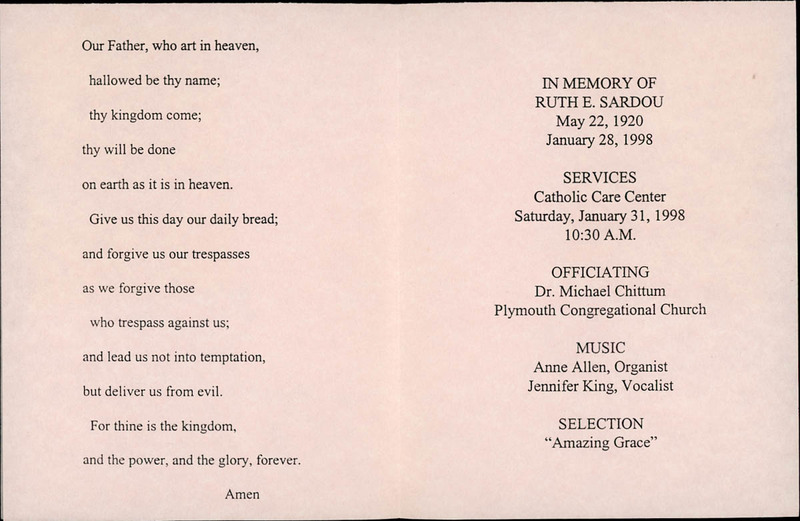 Our Father, who art in heaven,
hallowed be thy name;
thy kingdom come;
thy will be done
on earth as it is in heaven.
Give us this day our daily bread;
and forgive us our trespasses
as we forgive those
who trespass against us;
and lead us not into temptation,
but deliver us from evil.
For thine is the kingdom,
and the power, and the glory, forever.
Amen
IN MEMORY OF
RUTH E. SARDOU
May 22, 1920
January 28, 1998
SERVICES
Catholic Care Center
Saturday, January 31, 1998
10:30 A.M.
OFFICIATING
Dr. Michael Chittum
Plymouth Congregational Church
MUSIC
Anne Allen, Organist
Jennifer King, Vocalist
SELECTION
“Amazing Grace”